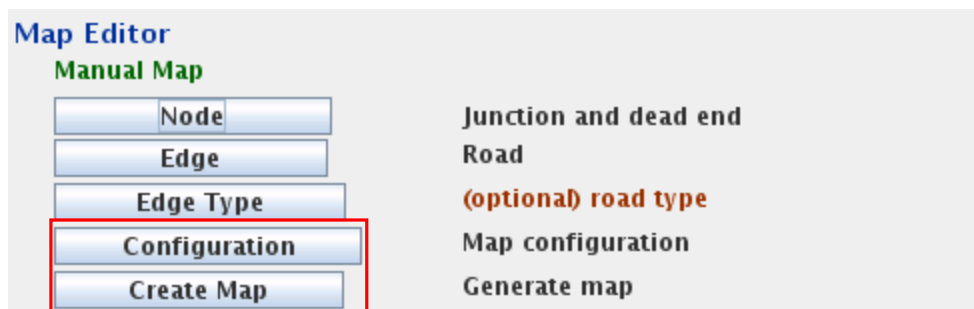 Map Editor
Manual Map
Node Junction and dead end
Edge Road
Edge Type (optional) road type
Configuration Map configuration
Create Map Generate map